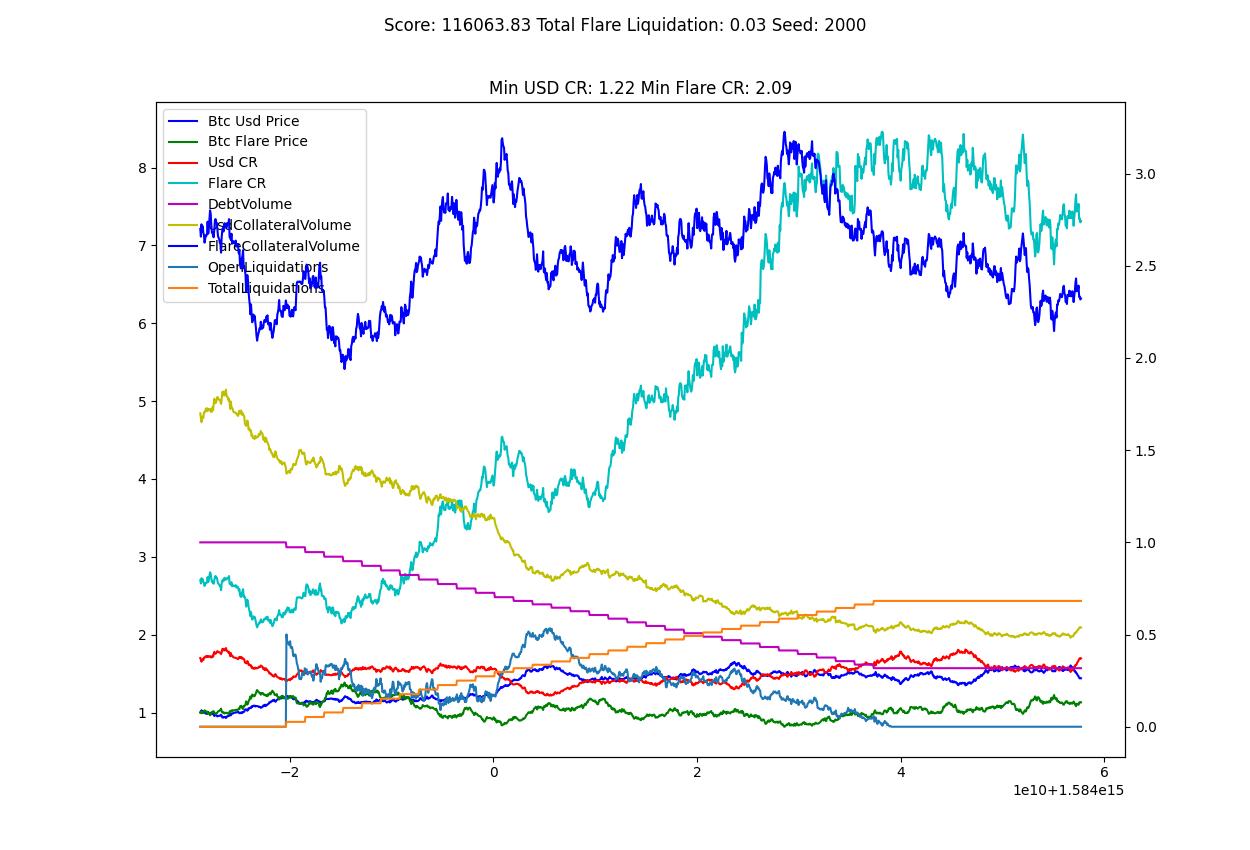 Score: 116063.83 Total Flare Liquidation: 0.03 Seed: 2000
Min USD CR: 1.22 Min Flare CR: 2.09
Btc Usd Price
Btc Flare Price
Usd CR
Flare CR
DebtVolume
UsdCollateralVolume
FlareCollateralVolume
OpenLiquidations
TotalLiquidations
8
7
6
5
4
3
2
1
3.0
2.5
2.0
1.5
1.0
0.5
0.0
−2 0 2 4 6
1e10+1.584e15